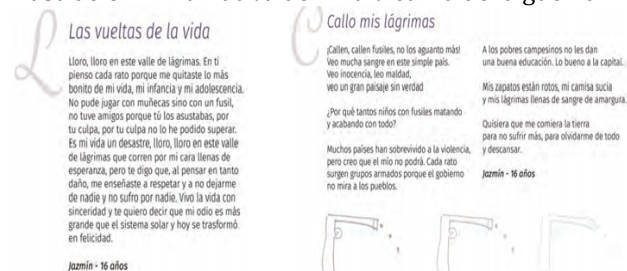 Las vueltas de la vida
Lloro, lloro en este valle de lágrimas. En ti
pienso cada rato porque me quitaste lo más
bonito de mi vida, mi infancia y mi adolescencia.
No pude jugar con muñecas sino con un fusil,
no tuve amigos porque tú los asustabas, por
tu culpa, por tu culpa no lo he podido superar.
Es mi vida un desastre, lloro, lloro en este valle
de lágrimas que corren por mi cara llenas de
esperanza, pero te digo que, al pensar en tanto
daño, me enseñaste a respetar y a no dejarme
de nadie y no sufro por nadie. Vivo la vida con
sinceridad y te quiero decir que mi odio es más
grande que el sistema solar y hoy se trasformó
en felicidad.
Jazmín - 16 años
Callo mis lágrimas
¡Callen, callen fusiles, no los aguanto más!
Veo mucha sangre en este simple país.
Veo inocencia, leo maldad,
veo un gran paisaje sin verdad
¿Por qué tantos niños con fusiles matando
y acabando con todo?
Muchos países han sobrevivido a la violencia,
pero creo que el mío no podrá. Cada rato
surgen grupos armados porque el gobierno
no mira a los pueblos.
A los pobres campesinos no les dan
una buena educación. Lo bueno a la capital.
Mis zapatos están rotos, mi camisa sucia
y mis lágrimas llenas de sangre de amargura.
Quisiera que me comiera la tierra
para no sufrir más, para olvidarme de todo
y descansar.
Jazmín - 16 años